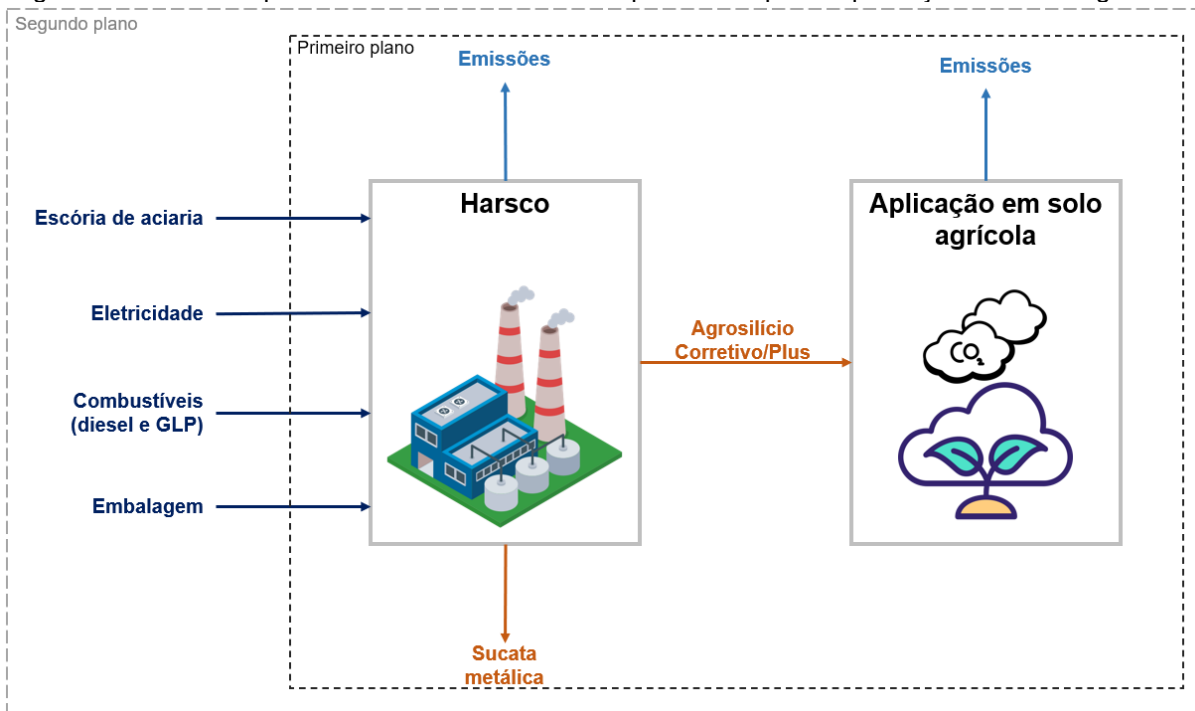 Segundo plano
Primeiro plano
Emissões
Emissões
Harsco
Aplicação em solo
agrícola
Escória de aciaria
Eletricidade
Combustíveis
(diesel e GLP)
Embalagem
Agrosilício
Corretivo/Plus
CO₂
Sucata
metálica